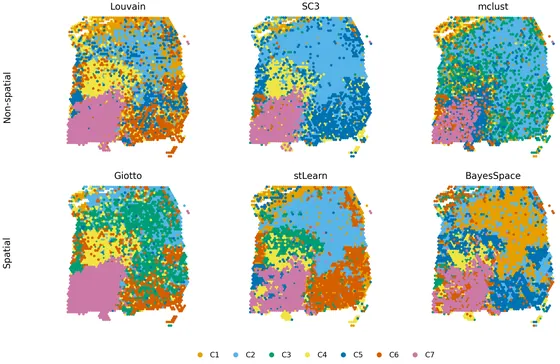 Louvain SC3 mclust
Non-spatial
Giotto stLearn BayesSpace
Spatial
C1 C2 C3 C4 C5 C6 C7